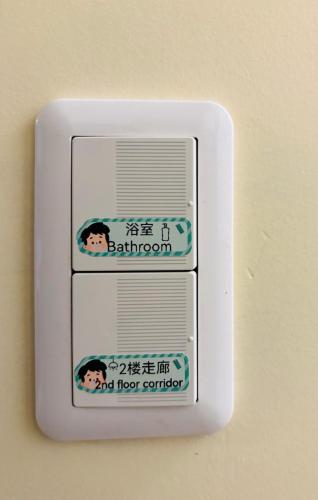 浴室
Bathroom
2楼走廊
2nd floor corridor